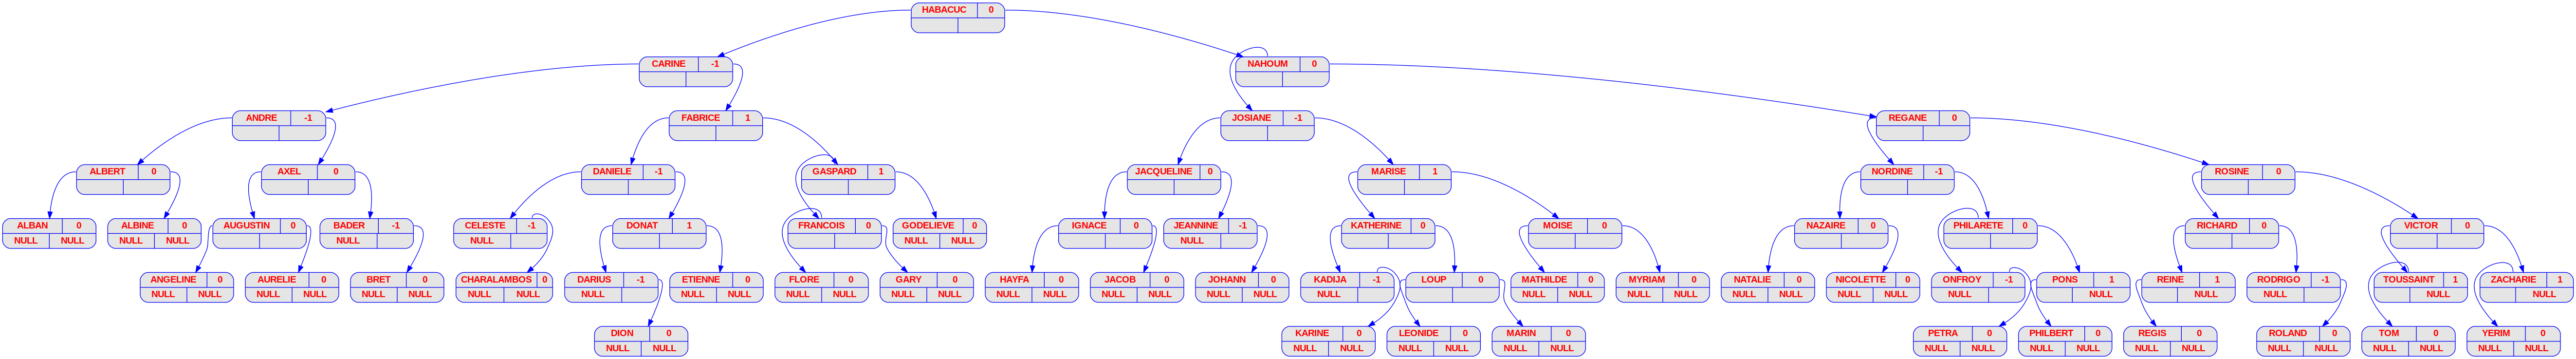 HABACUC 0
CARINE -1 NAHOUM 0
ANDRE -1 FABRICE 1 JOSIANE -1 REGANE 0
ALBERT 0 AXEL 0 DANIELE -1 GASPARD 1 JACQUELINE 0 MARISE 1 NORDINE -1 ROSINE 0
ALBAN 0 ALBINE 0 AUGUSTIN 0 BADER -1 CELESTE -1 DONAT 1 FRANCOIS 0 GODELIEVE 0 IGNACE 0 JEANNINE -1 KATHERINE 0 MOISE 0 NAZAIRE 0 PHILARETE 0 RICHARD 0 VICTOR 0
NULL NULL NULL NULL NULL NULL NULL NULL NULL
ANGELINE 0 AURELIE 0 BRET 0 CHARALAMBOS 0 DARIUS -1 ETIENNE 0 FLORE 0 GARY 0 HAYFA 0 JACOB 0 JOHANN 0 KADIJA -1 LOUP 0 MATHILDE 0 MYRIAM 0 NATALIE 0 NICOLETTE 0 ONFROY -1 PONS 1 REINE 1 RODRIGO -1 TOUSSAINT 1 ZACHARIE 1
NULL NULL NULL NULL NULL NULL NULL NULL NULL NULL NULL NULL NULL NULL NULL NULL NULL NULL NULL NULL NULL NULL NULL NULL NULL NULL NULL NULL NULL NULL NULL NULL NULL NULL NULL NULL
DION 0 KARINE 0 LEONIDE 0 MARIN 0 PETRA 0 PHILBERT 0 REGIS 0 ROLAND 0 TOM 0 YERIM 0
NULL NULL NULL NULL NULL NULL NULL NULL NULL NULL NULL NULL NULL NULL NULL NULL NULL NULL NULL NULL